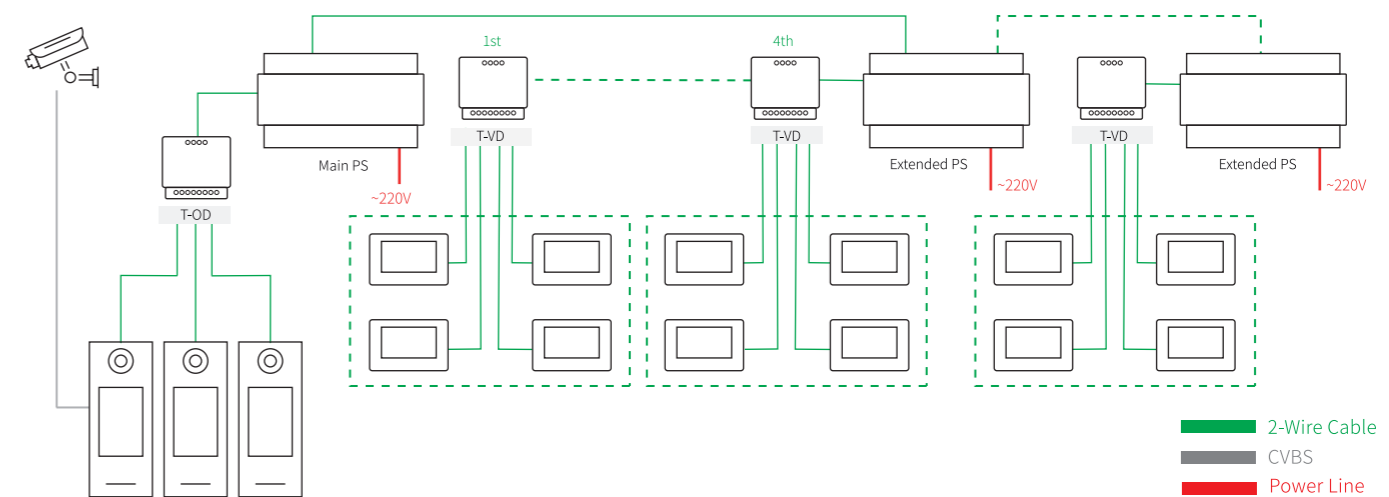 1st
4th
T-VD
T-VD
T-VD
Main PS
Extended PS
Extended PS
~220V
~220V
~220V
T-OD
2-Wire Cable
CVBS
Power Line